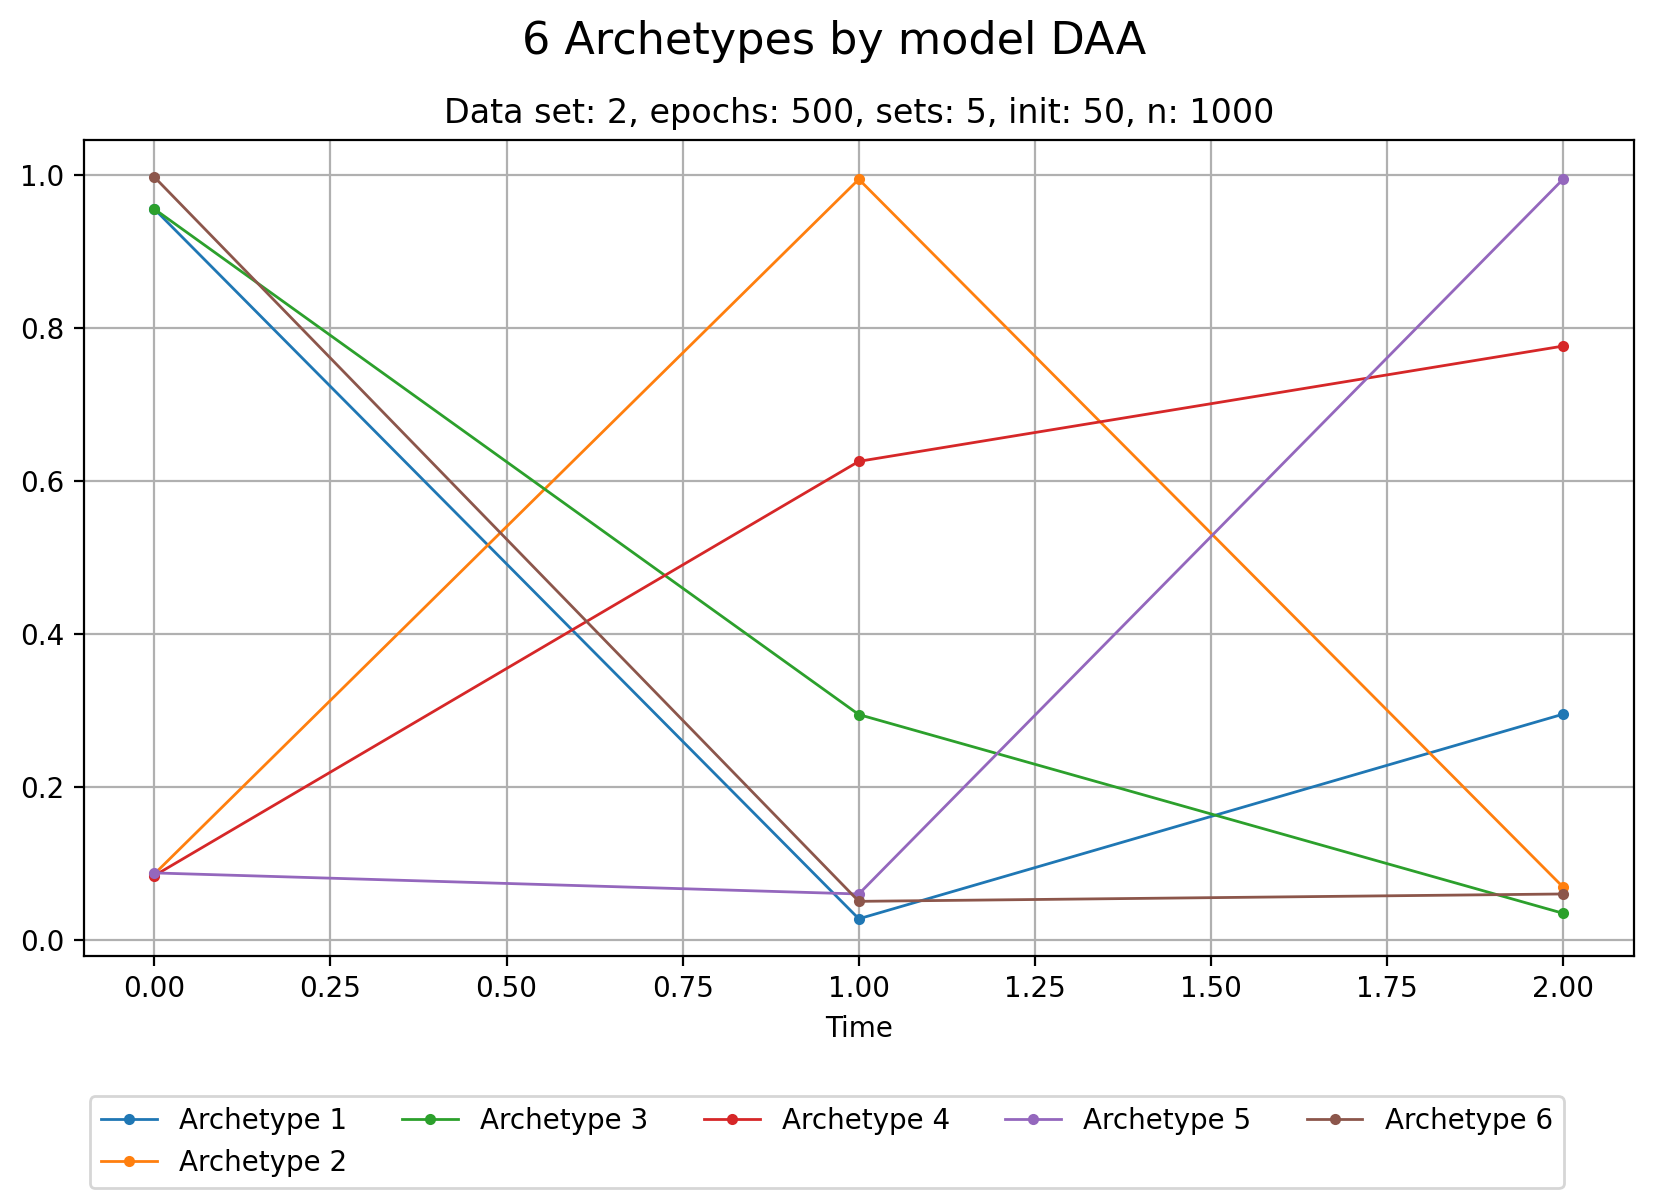 6 Archetypes by model DAA
Data set: 2, epochs: 500, sets: 5, init: 50, n: 1000
1.0
0.8
0.6
0.4
0.2
0.0
0.00 0.25 0.50 0.75 1.00 1.25 1.50 1.75 2.00
Time
Archetype 1 Archetype 3 Archetype 4 Archetype 5 Archetype 6
Archetype 2